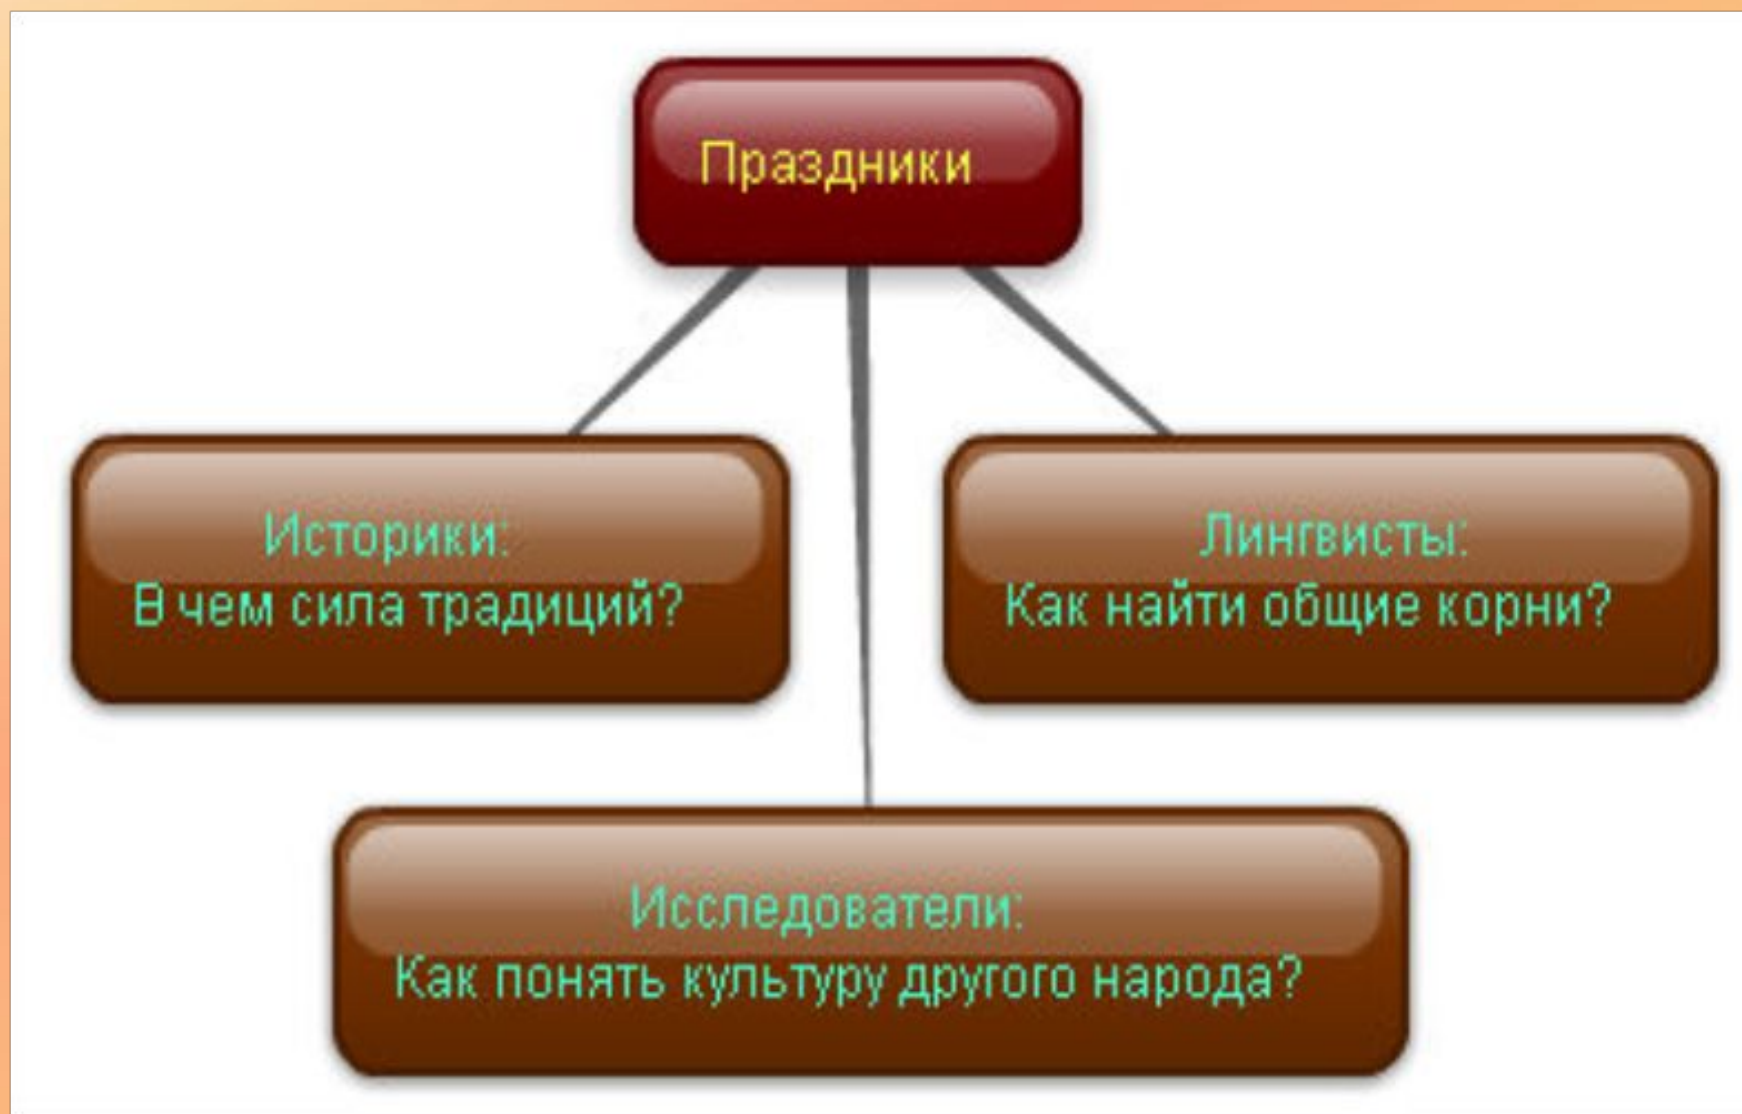 Праздники
Историки:
В чем сила традиций?
Лингвисты:
Как найти общие корни?
Исследователи:
Как понять культуру другого народа?